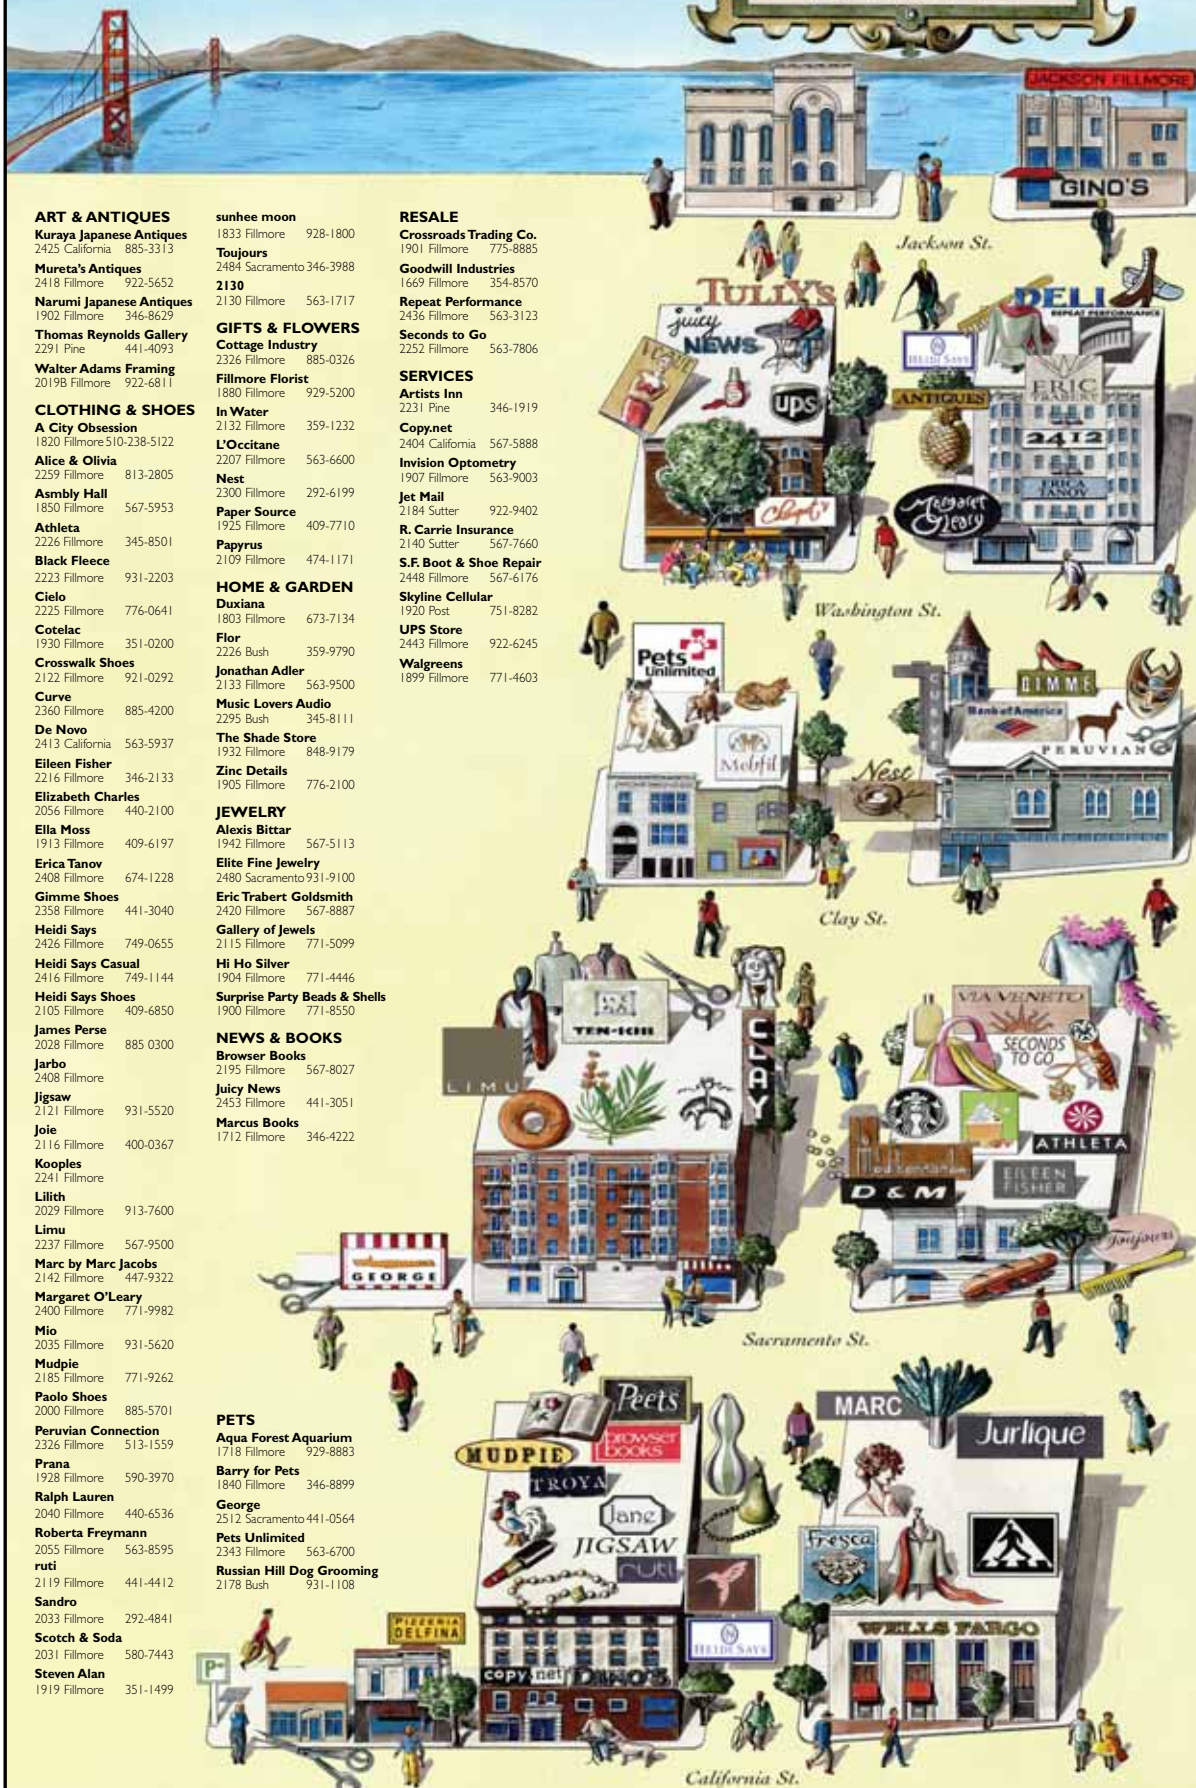 ART & ANTIQUES
Kuraya Japanese Antiques
2425 California 885-3313
Mureta's Antiques
2418 Fillmore 922-5652
Narumi Japanese Antiques
1902 Fillmore 346-8629
Thomas Reynolds Gallery
2291 Pine 441-4093
Walter Adams Framing
2019B Fillmore 922-6811
CLOTHING & SHOES
A City Obsession
1820 Fillmore 510-238-5122
Alice & Olivia
2259 Fillmore 813-2805
Asmbly Hall
1850 Fillmore 567-5953
Athleta
2226 Fillmore 345-8501
Black Fleece
2223 Fillmore 931-2203
Cielo
2225 Fillmore 776-0641
Cotelac
1930 Fillmore 351-0200
Crosswalk Shoes
2122 Fillmore 921-0292
Curve
2360 Fillmore 885-4200
De Novo
2413 California 563-5937
Eileen Fisher
2216 Fillmore 346-2133
Elizabeth Charles
2056 Fillmore 440-2100
Ella Moss
1913 Fillmore 409-6197
Erica Tanov
2408 Fillmore 674-1228
Gimme Shoes
2358 Fillmore 441-3040
Heidi Says
2426 Fillmore 749-0655
Heidi Says Casual
2416 Fillmore 749-1144
Heidi Says Shoes
2105 Fillmore 409-6850
James Perse
2028 Fillmore 885 0300
Jarbo
2408 Fillmore
Jigsaw
2121 Fillmore 931-5520
Joie
2116 Fillmore 400-0367
Kooples
2241 Fillmore
Lilith
2029 Fillmore 913-7600
Limu
2237 Fillmore 567-9500
Marc by Marc Jacobs
2142 Fillmore 447-9322
Margaret O'Leary
2400 Fillmore 771-9982
Mio
2035 Fillmore 931-5620
Mudpie
2185 Fillmore 771-9262
Paolo Shoes
2000 Fillmore 885-5701
Peruvian Connection
2326 Fillmore 513-1559
Prana
1928 Fillmore 590-3970
Ralph Lauren
2040 Fillmore 440-6536
Roberta Freymann
2055 Fillmore 563-8595
ruti
2119 Fillmore 441-4412
Sandro
2033 Fillmore 292-4841
Scotch & Soda
2031 Fillmore 580-7443
Steven Alan
1919 Fillmore 351-1499
sunhee moon
1833 Fillmore 928-1800
Toujours
2484 Sacramento 346-3988
2130
2130 Fillmore 563-1717
GIFTS & FLOWERS
Cottage Industry
2326 Fillmore 885-0326
Fillmore Florist
1880 Fillmore 929-5200
In Water
2132 Fillmore 359-1232
L'Occitane
2207 Fillmore 563-6600
Nest
2300 Fillmore 292-6199
Paper Source
1925 Fillmore 409-7710
Papyrus
2109 Fillmore 474-1171
HOME & GARDEN
Duxiana
1803 Fillmore 673-7134
Flor
2226 Bush 359-9790
Jonathan Adler
2133 Fillmore 563-9500
Music Lovers Audio
2295 Bush 345-8111
The Shade Store
1932 Fillmore 848-9179
Zinc Details
1905 Fillmore 776-2100
JEWELRY
Alexis Bittar
1942 Fillmore 567-5113
Elite Fine Jewelry
2480 Sacramento 931-9100
Eric Trabert Goldsmith
2420 Fillmore 567-8887
Gallery of Jewels
2115 Fillmore 771-5099
Hi Ho Silver
1904 Fillmore 771-4446
Surprise Party Beads & Shells
1900 Fillmore 771-8550
NEWS & BOOKS
Browser Books
2195 Fillmore 567-8027
Juicy News
2453 Fillmore 441-3051
Marcus Books
1712 Fillmore 346-4222
PETS
Aqua Forest Aquarium
1718 Fillmore 929-8883
Barry for Pets
1840 Fillmore 346-8899
George
2512 Sacramento 441-0564
Pets Unlimited
2343 Fillmore 563-6700
Russian Hill Dog Grooming
2178 Bush 931-1108
RESALE
Crossroads Trading Co.
1901 Fillmore 775-8885
Goodwill Industries
1669 Fillmore 354-8570
Repeat Performance
2436 Fillmore 563-3123
Seconds to Go
2252 Fillmore 563-7806
SERVICES
Artists Inn
2231 Pine 346-1919
Copy.net
2404 California 567-5888
Invision Optometry
1907 Fillmore 563-9003
Jet Mail
2184 Sutter 922-9402
R. Carrie Insurance
2140 Sutter 567-7660
S.F. Boot & Shoe Repair
2448 Fillmore 567-6176
Skyline Cellular
1920 Post 751-8282
UPS Store
2443 Fillmore 922-6245
Walgreens
1899 Fillmore 771-4603
JACKSON FILLMORE
GINO'S
Jackson St.
TULLY'S
juicy
NEWS
ups
DELI
REPEAT PERFORMANCE
HEIDI SAYS
ERIC
TRABERT
ANTIQUES
2412
ERICA
TANOV
Margaret
O'Leary
Washington St.
Pets
Unlimited
Mehfil
CURVE
GIMME
Bank of America
PERUVIAN
Nest
Clay St.
TEN-ICHI
LIMU
CLAY
GEORGE
VIA VENETO
SECONDS
TO GO
ATHLETA
EILEEN
FISHER
D & M
Toujours
Sacramento St.
Peets
browser
books
MUDPIE
TROYA
Jane
JIGSAW
ruti
PIZZERIA
DELFINA
HEIDI SAYS
copy.net
DINO'S
P
MARC
Jurlique
Fresca
WELLS FARGO
California St.